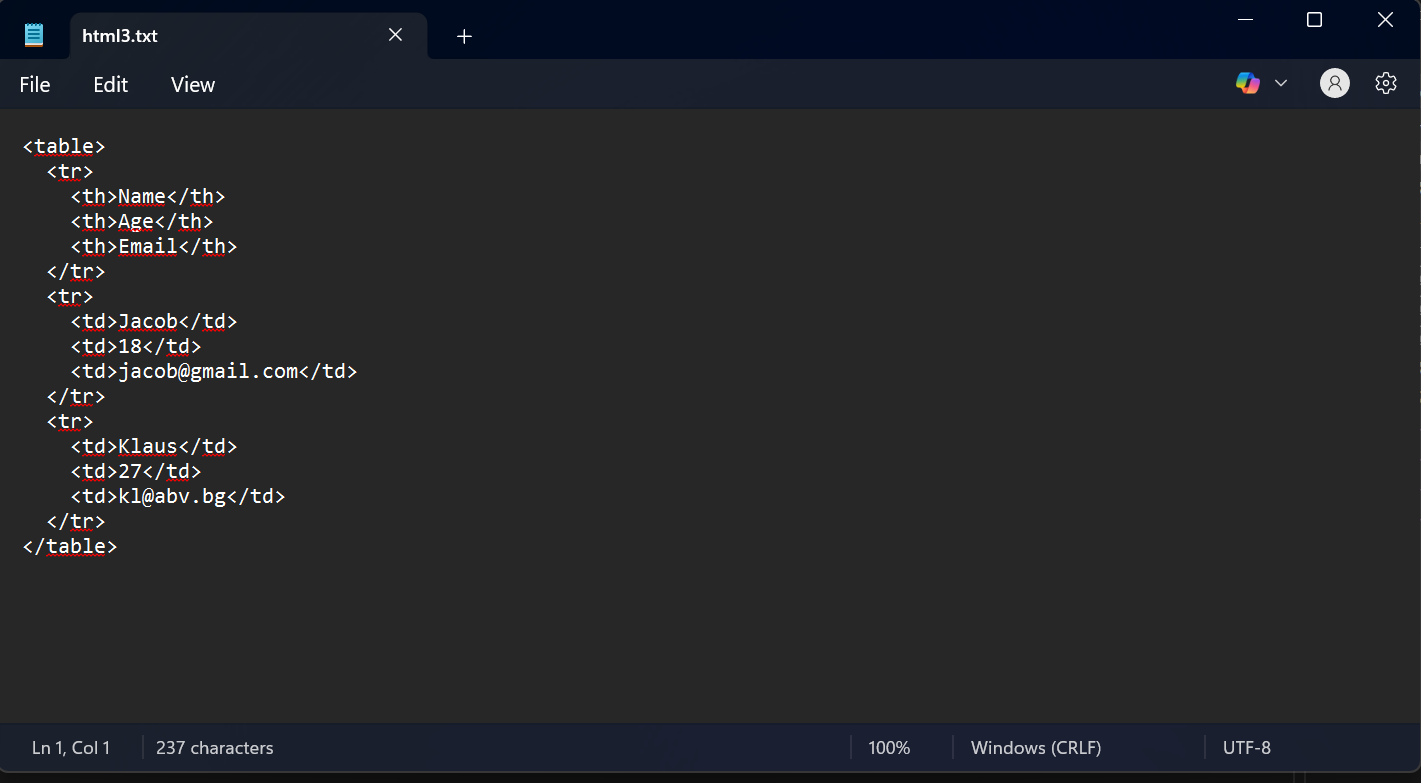 html3.txt
File Edit View
<table>
  <tr>
    <th>Name</th>
    <th>Age</th>
    <th>Email</th>
  </tr>
  <tr>
    <td>Jacob</td>
    <td>18</td>
    <td>jacob@gmail.com</td>
  </tr>
  <tr>
    <td>Klaus</td>
    <td>27</td>
    <td>kl@abv.bg</td>
  </tr>
</table>
Ln 1, Col 1 237 characters 100% Windows (CRLF) UTF-8